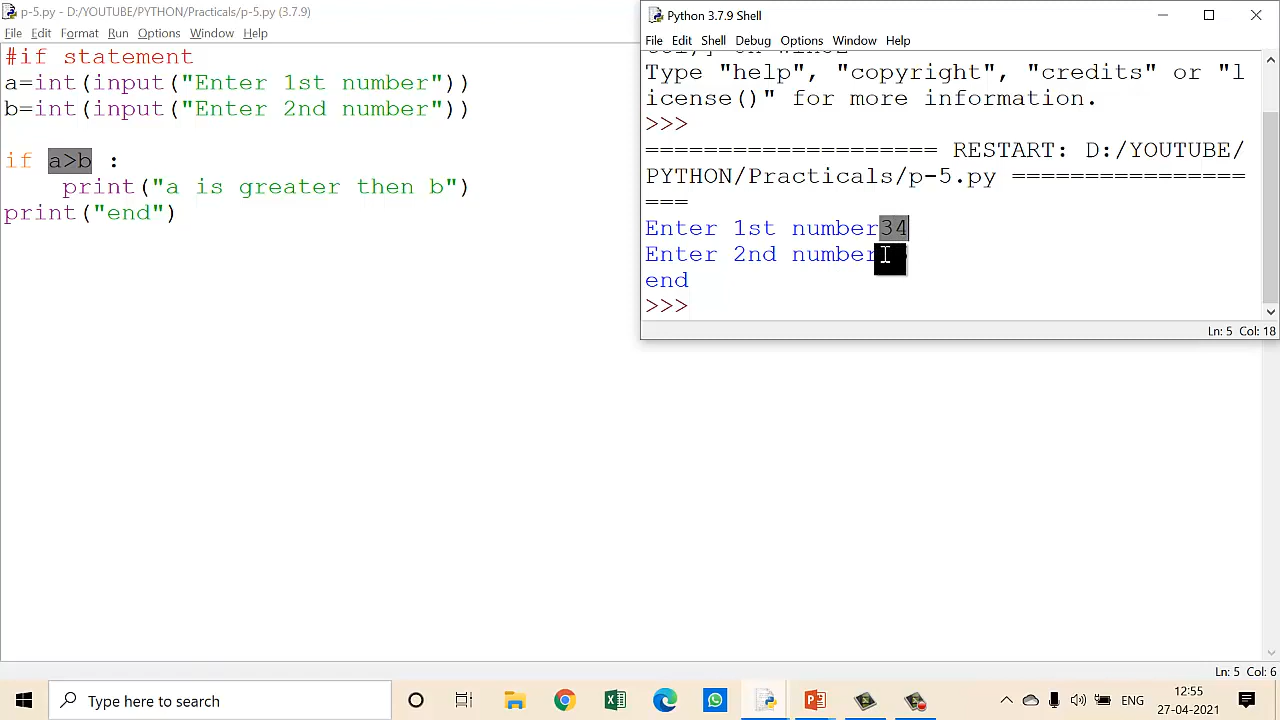 p-5.py - D:/YOUTUBE/PYTHON/Practicals/p-5.py (3.7.9)
File Edit Format Run Options Window Help
#if statement
a=int(input("Enter 1st number"))
b=int(input("Enter 2nd number"))
if a>b :
print("a is greater then b")
print("end")
Python 3.7.9 Shell
File Edit Shell Debug Options Window Help
Type "help", "copyright", "credits" or "l
icense()" for more information.
>>>
==================== RESTART: D:/YOUTUBE/
PYTHON/Practicals/p-5.py ================
===
Enter 1st number34
Enter 2nd number
end
>>>
Ln: 5 Col: 18
Ln: 5 Col: 6
Type here to search
ENG
12:55
27-04-2021